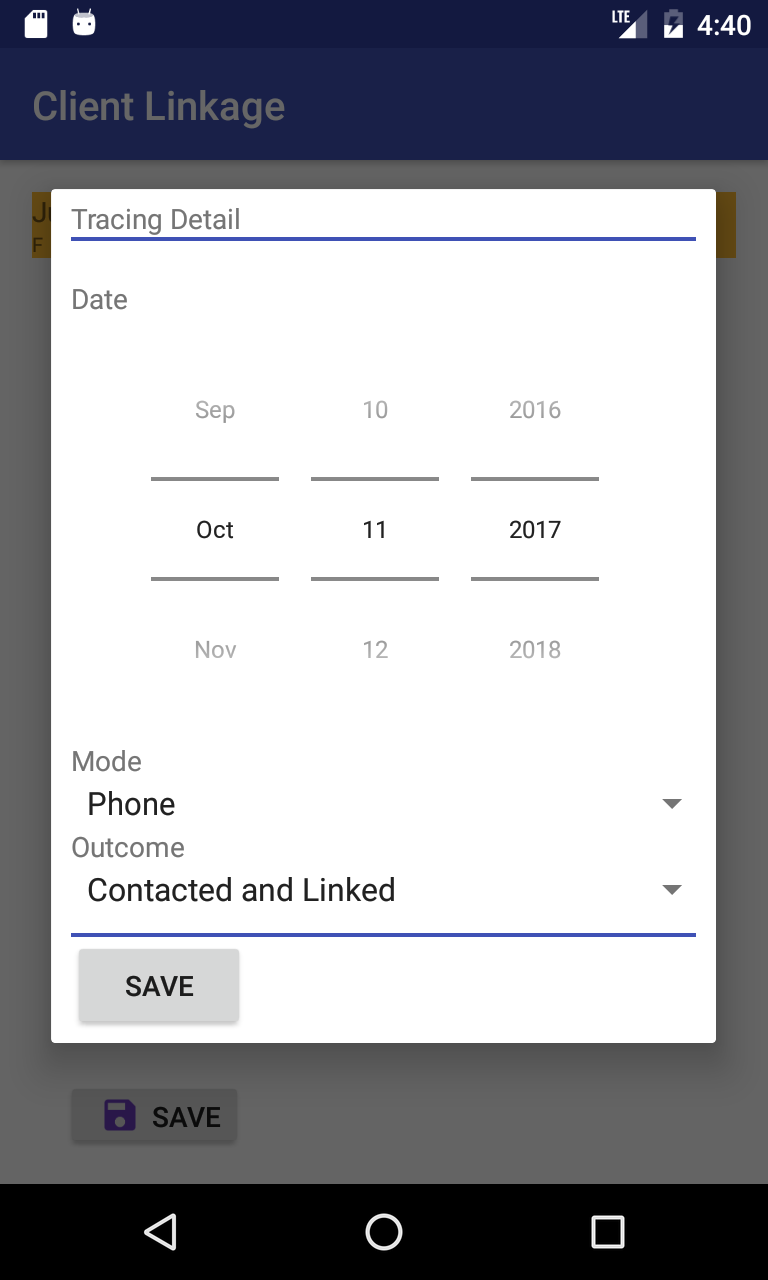 LTE 4:40
Client Linkage
F
Tracing Detail
Date
Sep 10 2016
Oct 11 2017
Nov 12 2018
Mode
Phone
Outcome
Contacted and Linked
SAVE
SAVE